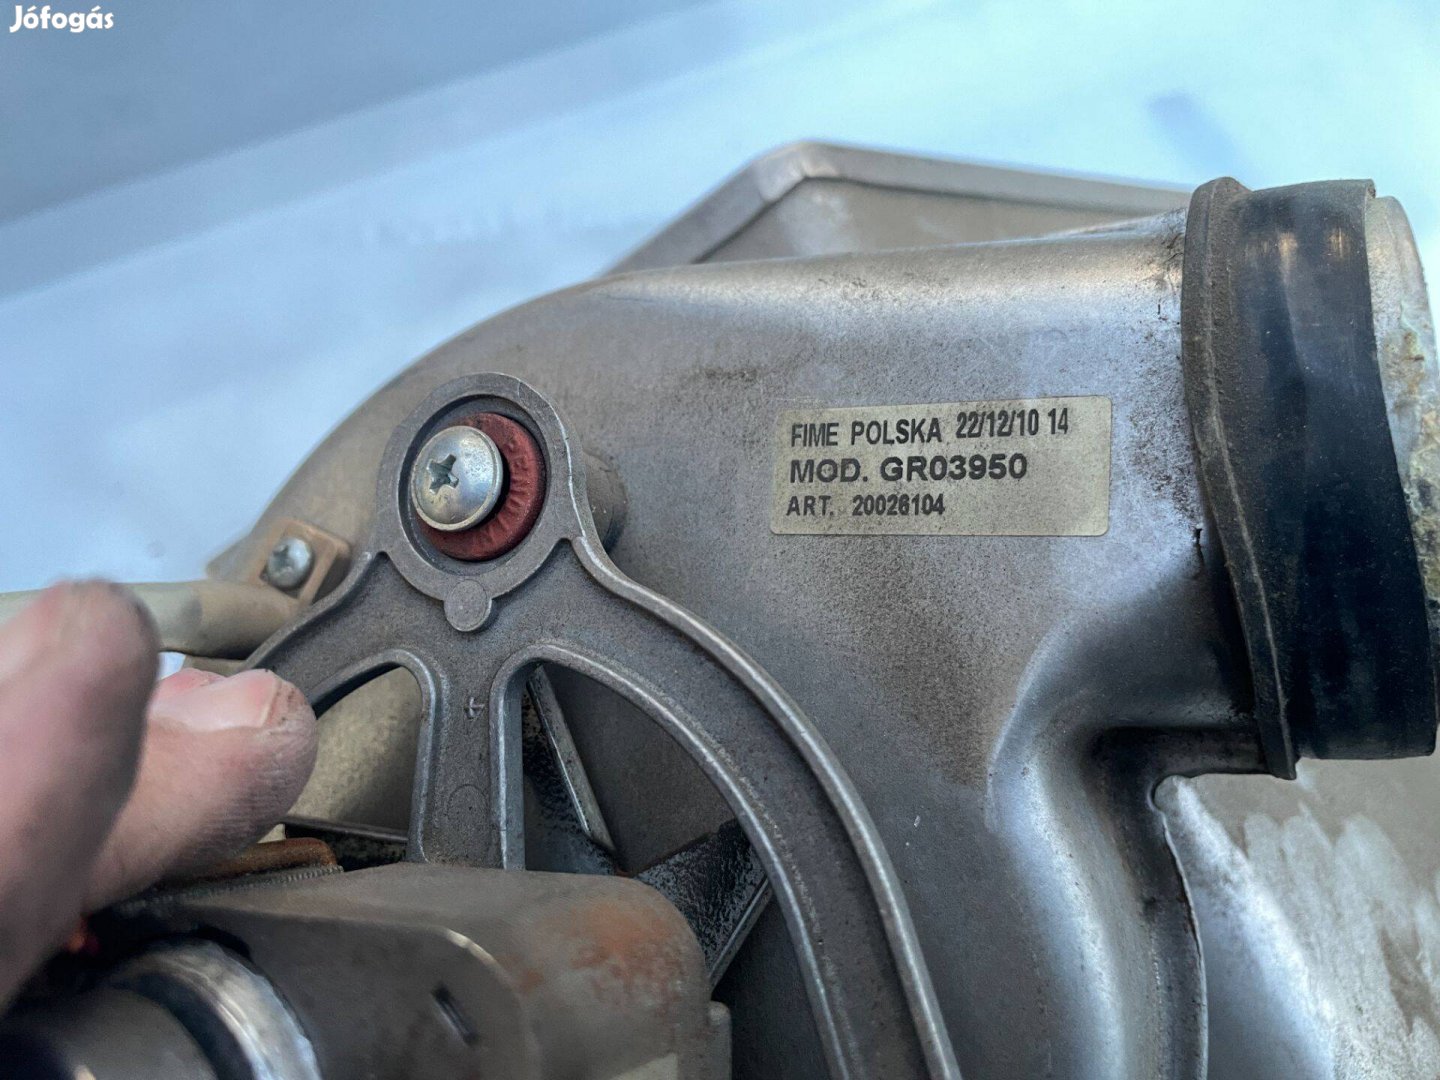 Jófogás
FIME POLSKA 22/12/10 14
MOD. GR03950
ART. 20026104